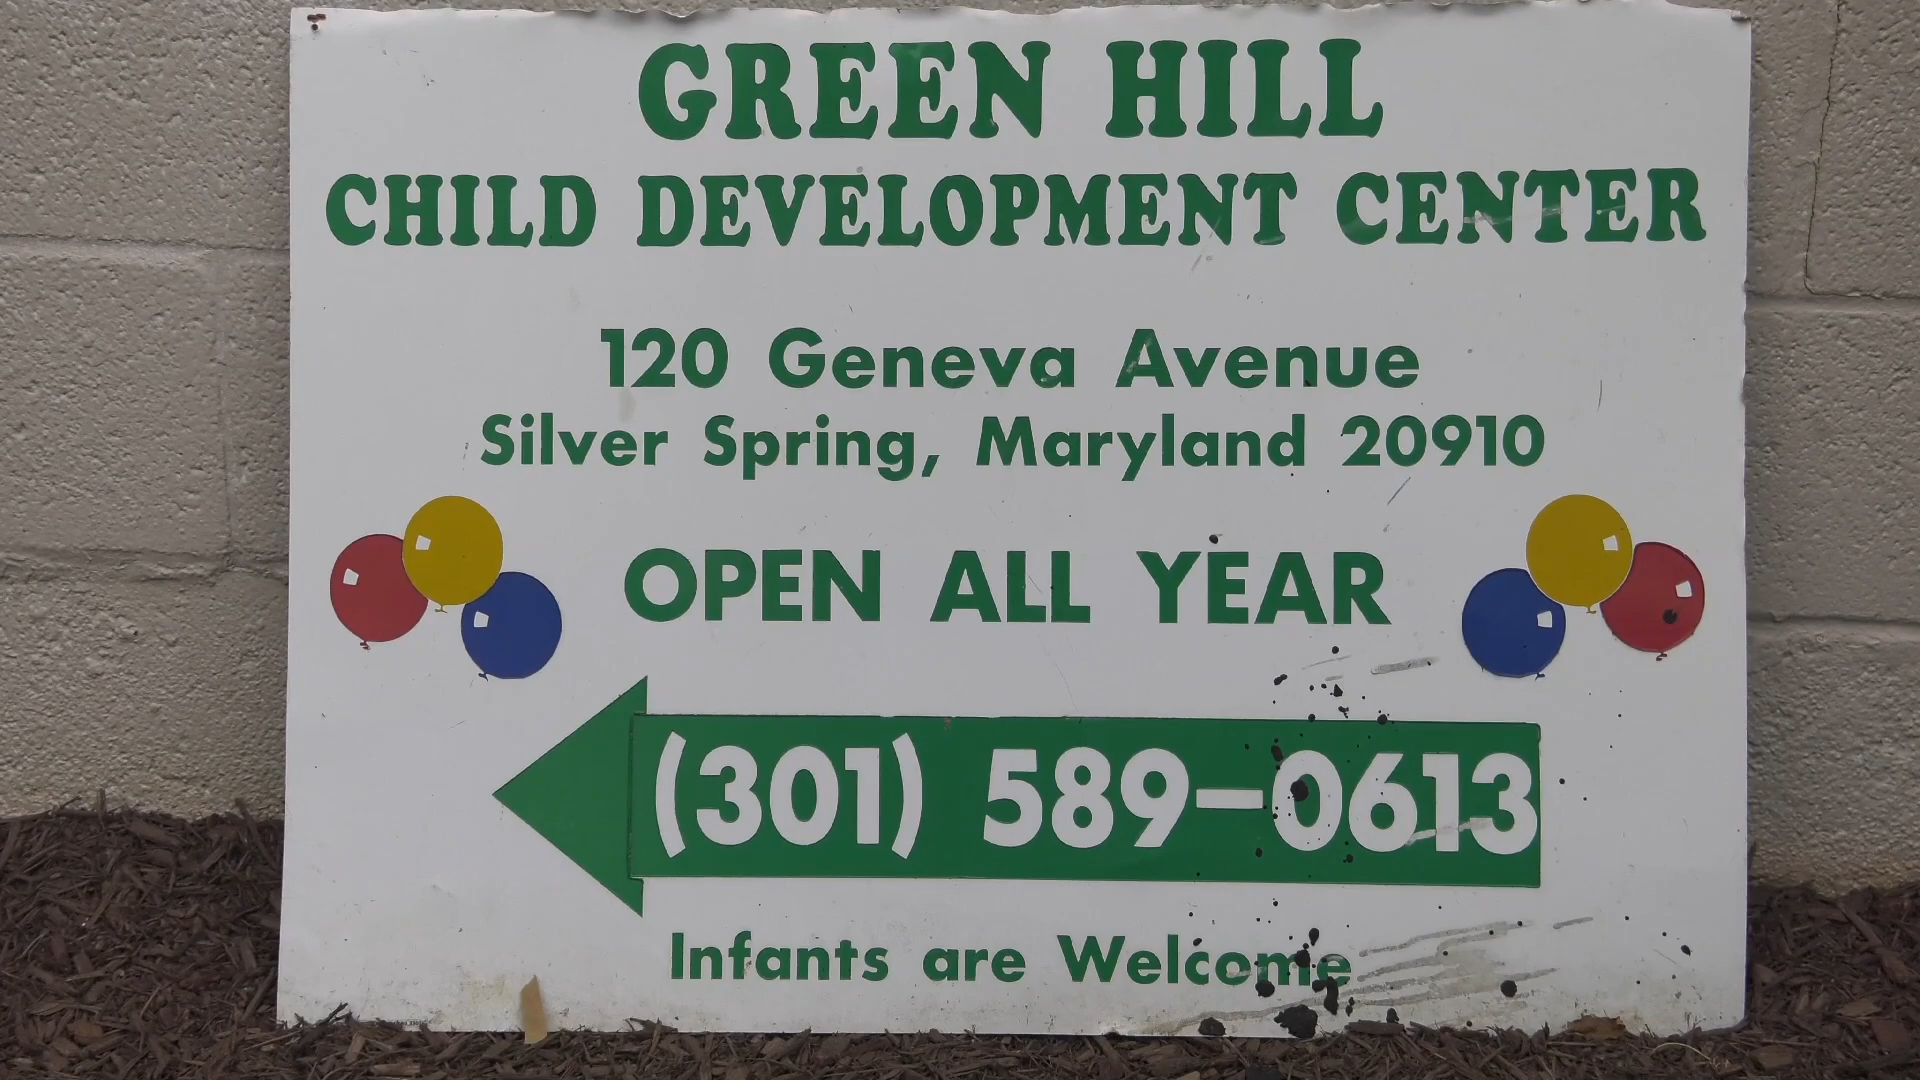 GREEN HILL
CHILD DEVELOPMENT CENTER
120 Geneva Avenue
Silver Spring, Maryland 20910
OPEN ALL YEAR
(301) 589-0613
Infants are Welcome